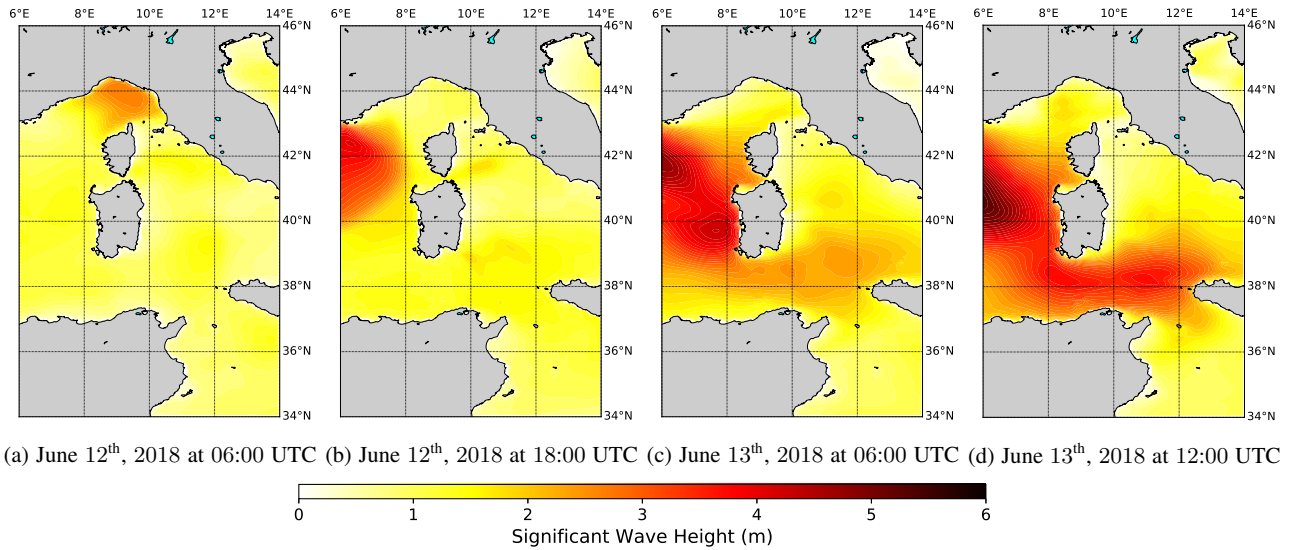 6°E 8°E 10°E 12°E 14°E 6°E 8°E 10°E 12°E 14°E 6°E 8°E 10°E 12°E 14°E 6°E 8°E 10°E 12°E 14°E
46°N 46°N 46°N 46°N
44°N 44°N 44°N 44°N
42°N 42°N 42°N 42°N
40°N 40°N 40°N 40°N
38°N 38°N 38°N 38°N
36°N 36°N 36°N 36°N
34°N 34°N 34°N 34°N
(a) June 12th, 2018 at 06:00 UTC (b) June 12th, 2018 at 18:00 UTC (c) June 13th, 2018 at 06:00 UTC (d) June 13th, 2018 at 12:00 UTC
0 1 2 3 4 5 6
Significant Wave Height (m)